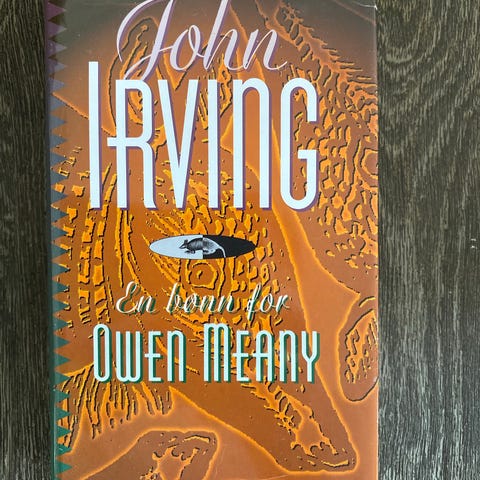 John
IRVING
En bønn for
OWEN MEANY